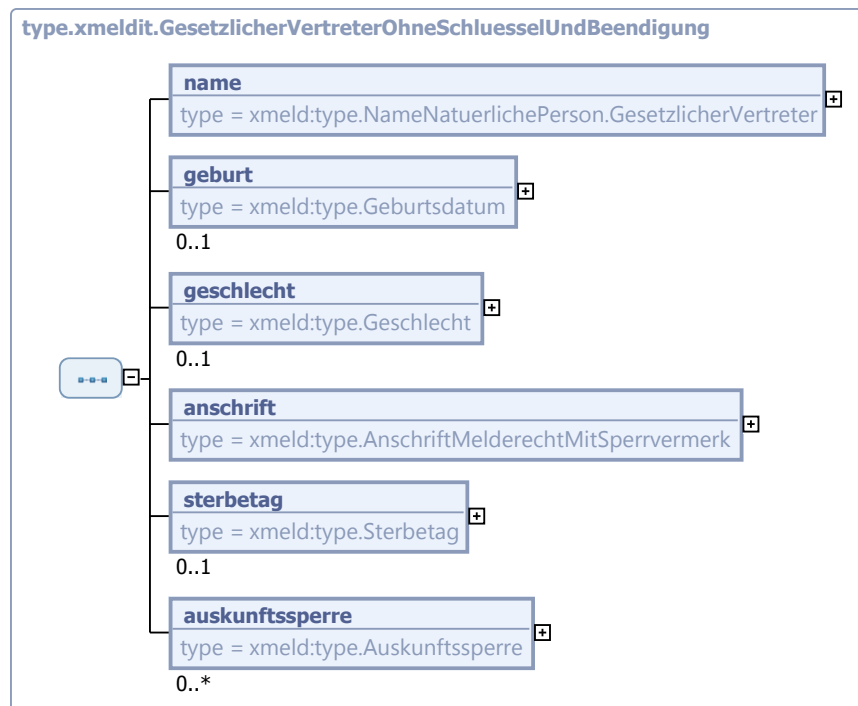 type.xmeldit.GesetzlicherVertreterOhneSchluesselUndBeendigung
name
type = xmeld:type.NameNatuerlichePerson.GesetzlicherVertreter
geburt
type = xmeld:type.Geburtsdatum
0..1
geschlecht
type = xmeld:type.Geschlecht
0..1
anschrift
type = xmeld:type.AnschriftMelderechtMitSperrvermerk
sterbetag
type = xmeld:type.Sterbetag
0..1
auskunftssperre
type = xmeld:type.Auskunftssperre
0..*